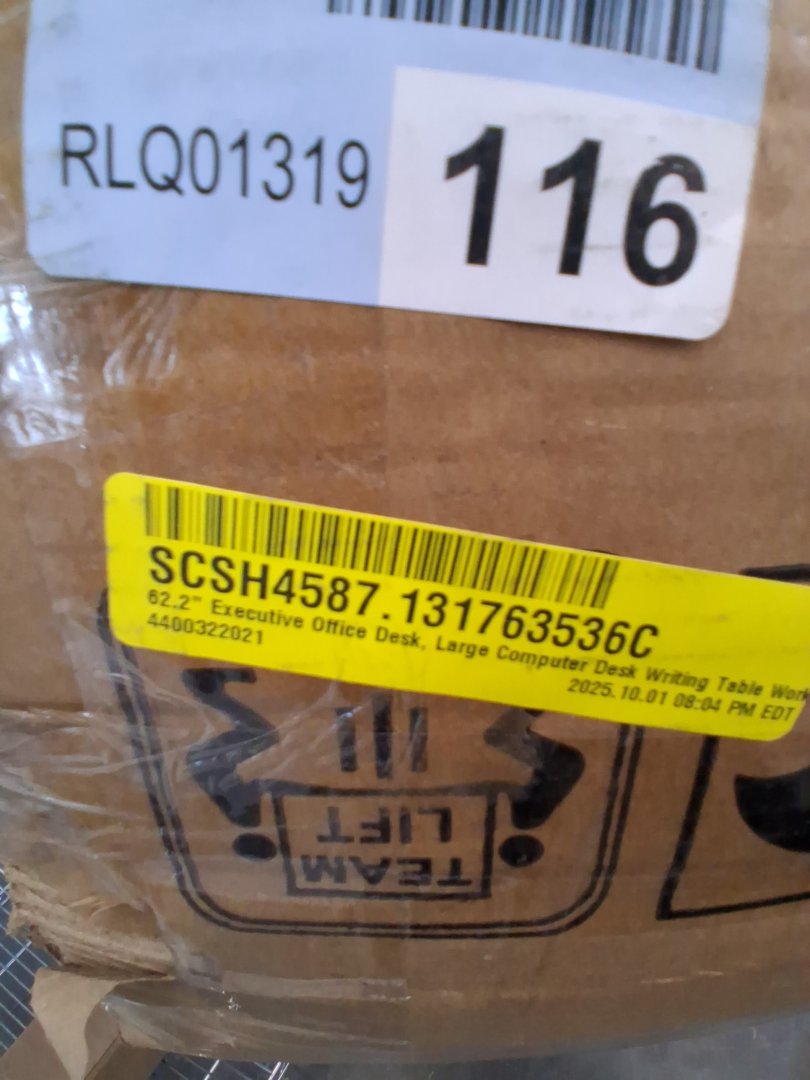 RLQ01319
116
SCSH4587.131763536C
62.2" Executive Office Desk, Large Computer Desk Writing Table Wor
4400322021
2025.10.01 08:04 PM EDT
TEAM
LIFT